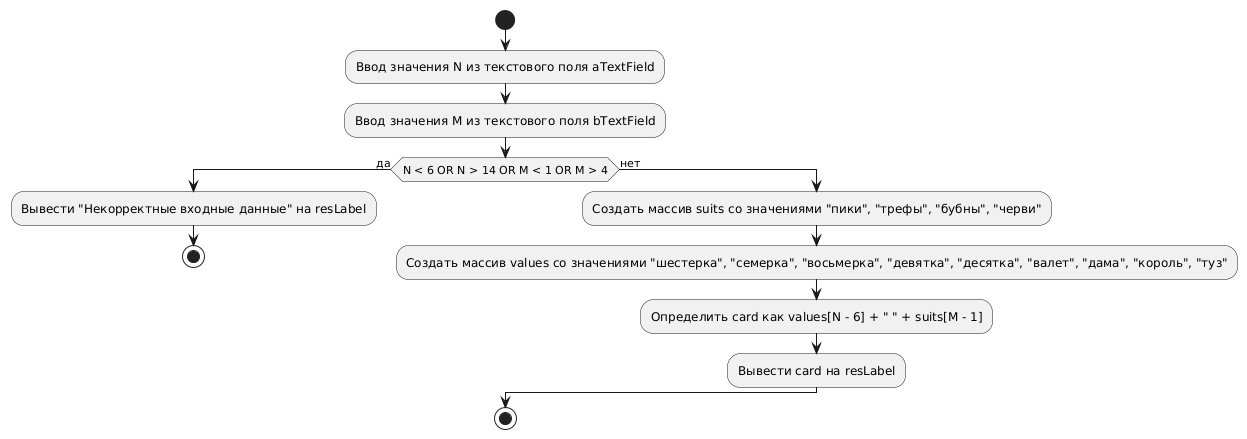 Ввод значения N из текстового поля aTextField
Ввод значения M из текстового поля bTextField
да
N < 6 OR N > 14 OR M < 1 OR M > 4
нет
Вывести "Некорректные входные данные" на resLabel
Создать массив suits со значениями "пики", "трефы", "бубны", "черви"
Создать массив values со значениями "шестерка", "семерка", "восьмерка", "девятка", "десятка", "валет", "дама", "король", "туз"
Определить card как values[N - 6] + " " + suits[M - 1]
Вывести card на resLabel